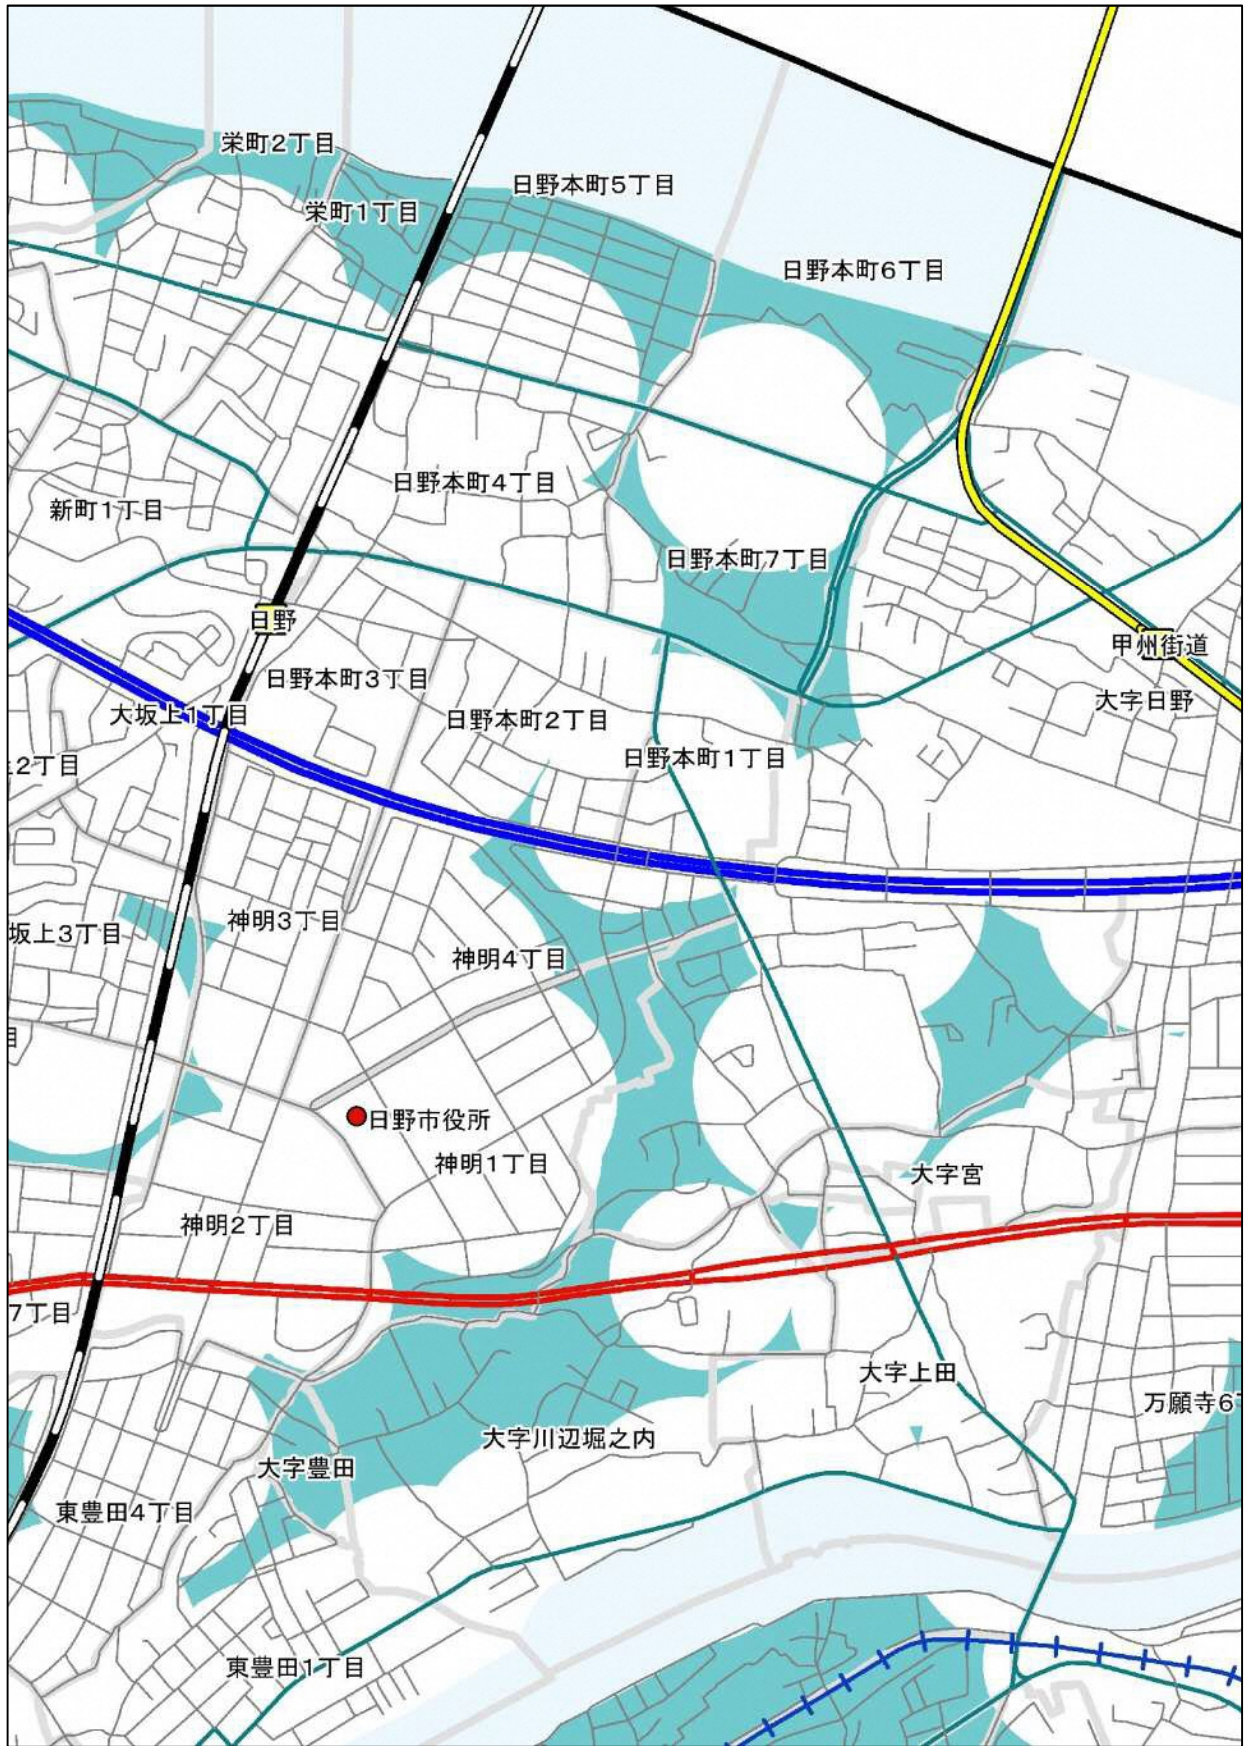 栄町2丁目
日野本町5丁目
栄町1丁目
日野本町6丁目
日野本町4丁目
新町1丁目
日野本町7丁目
日野
甲州街道
日野本町3丁目
大字日野
大坂上1丁目
日野本町2丁目
日野本町1丁目
2丁目
神明3丁目
坂上3丁目
神明4丁目
目
日野市役所
神明1丁目
大字宮
神明2丁目
7丁目
大字上田
万願寺6
大字川辺堀之内
大字豊田
東豊田4丁目
東豊田1丁目